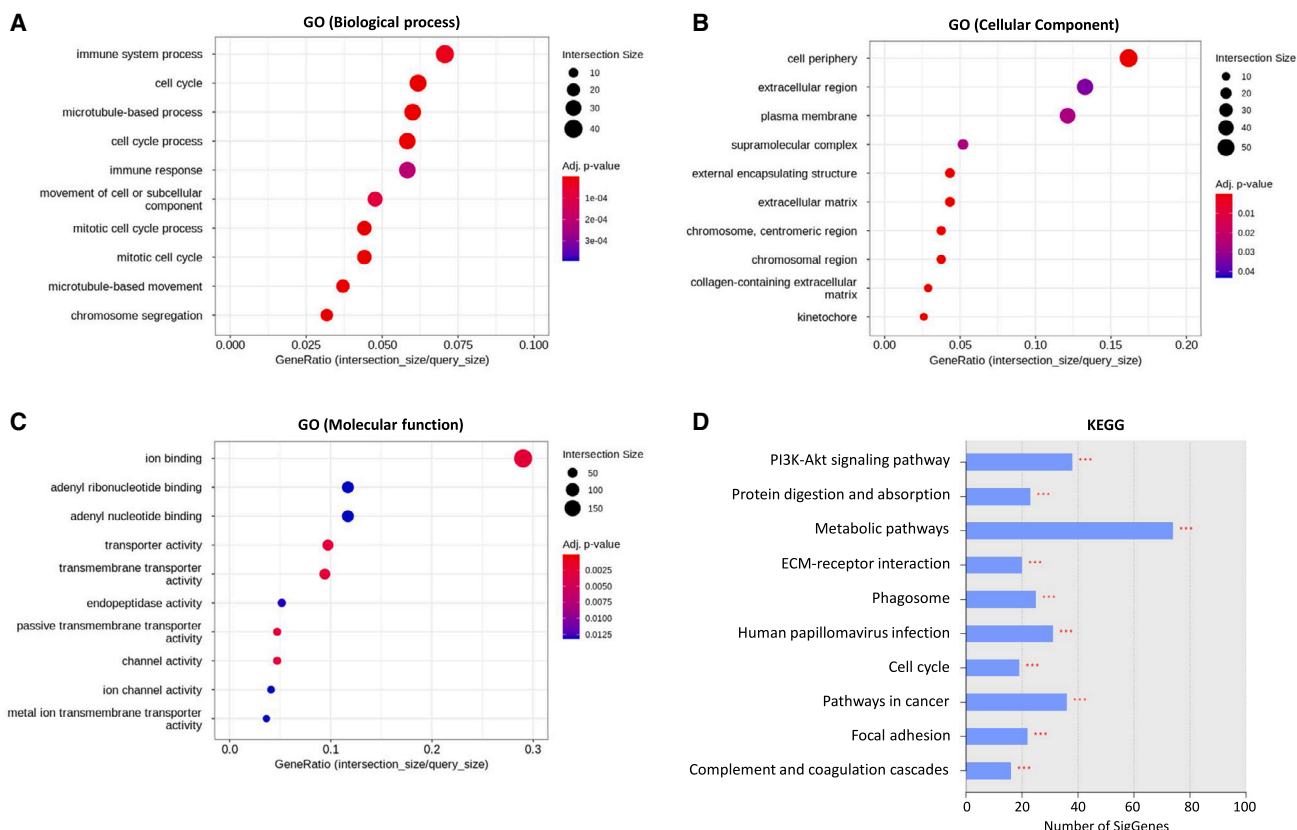 A
GO (Biological process)
immune system process
cell cycle
microtubule-based process
cell cycle process
immune response
movement of cell or subcellular
component
mitotic cell cycle process
mitotic cell cycle
microtubule-based movement
chromosome segregation
0.000 0.025 0.050 0.075 0.100
GeneRatio (intersection_size/query_size)
Intersection Size
10
20
30
40
Adj. p-value
1e-04
2e-04
3e-04
B
GO (Cellular Component)
cell periphery
extracellular region
plasma membrane
supramolecular complex
external encapsulating structure
extracellular matrix
chromosome, centromeric region
chromosomal region
collagen-containing extracellular
matrix
kinetochore
0.00 0.05 0.10 0.15 0.20
GeneRatio (intersection_size/query_size)
Intersection Size
10
20
30
40
50
Adj. p-value
0.01
0.02
0.03
0.04
C
GO (Molecular function)
ion binding
adenyl ribonucleotide binding
adenyl nucleotide binding
transporter activity
transmembrane transporter
activity
endopeptidase activity
passive transmembrane transporter
activity
channel activity
ion channel activity
metal ion transmembrane transporter
activity
0.0 0.1 0.2 0.3
GeneRatio (intersection_size/query_size)
Intersection Size
50
100
150
Adj. p-value
0.0025
0.0050
0.0075
0.0100
0.0125
D
KEGG
PI3K-Akt signaling pathway ***
Protein digestion and absorption ***
Metabolic pathways ***
ECM-receptor interaction ***
Phagosome ***
Human papillomavirus infection ***
Cell cycle ***
Pathways in cancer ***
Focal adhesion ***
Complement and coagulation cascades ***
0 20 40 60 80 100
Number of SigGenes